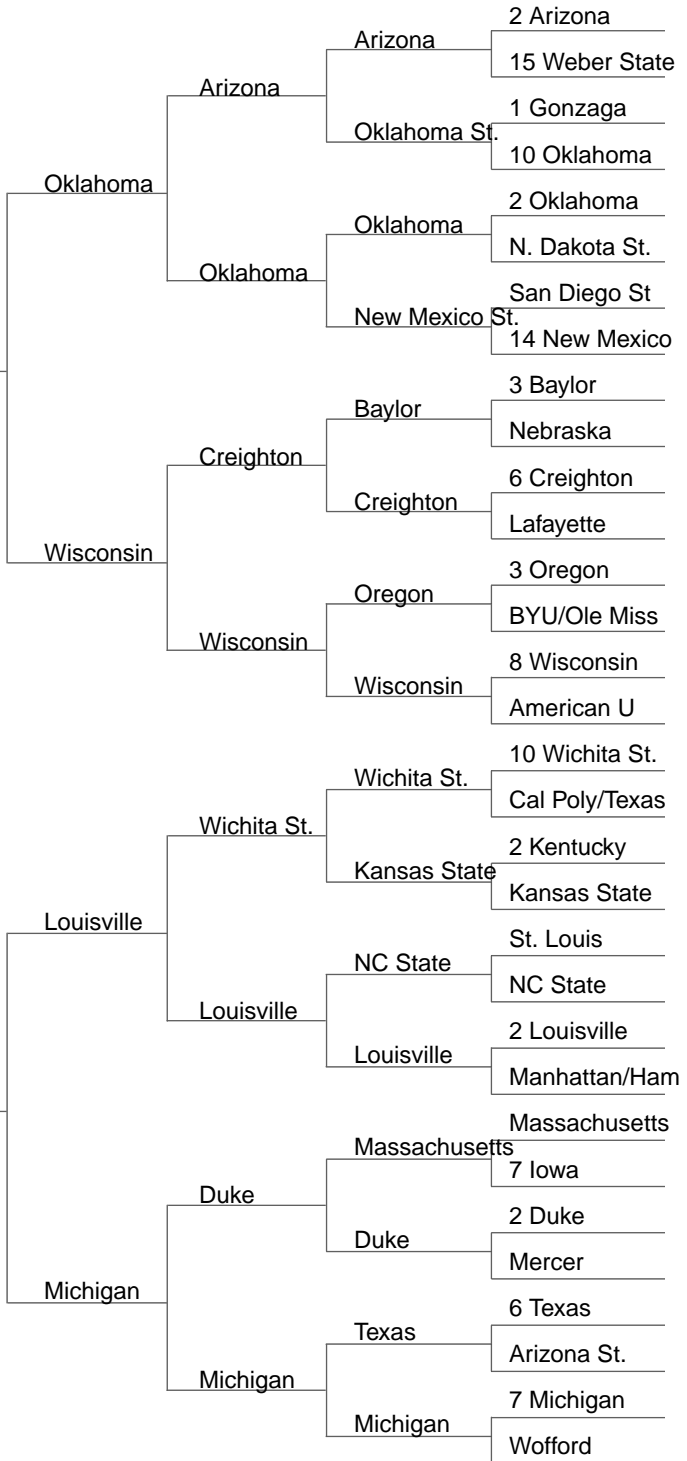 2 Arizona
Arizona
15 Weber State
Arizona
1 Gonzaga
Oklahoma St.
10 Oklahoma
Oklahoma
2 Oklahoma
Oklahoma
N. Dakota St.
Oklahoma
San Diego St
New Mexico St.
14 New Mexico
3 Baylor
Baylor
Nebraska
Creighton
6 Creighton
Creighton
Lafayette
Wisconsin
3 Oregon
Oregon
BYU/Ole Miss
Wisconsin
8 Wisconsin
Wisconsin
American U
10 Wichita St.
Wichita St.
Cal Poly/Texas
Wichita St.
2 Kentucky
Kansas State
Kansas State
Louisville
St. Louis
NC State
NC State
Louisville
2 Louisville
Louisville
Manhattan/Ham
Massachusetts
Massachusetts
7 Iowa
Duke
2 Duke
Duke
Mercer
Michigan
6 Texas
Texas
Arizona St.
Michigan
7 Michigan
Michigan
Wofford